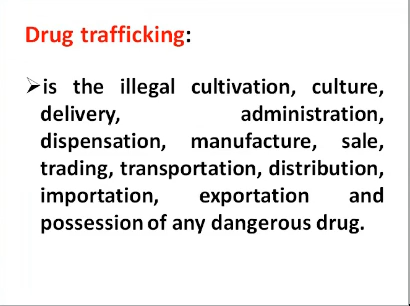 Drug trafficking:
➢is the illegal cultivation, culture,
delivery, administration,
dispensation, manufacture, sale,
trading, transportation, distribution,
importation, exportation and
possession of any dangerous drug.